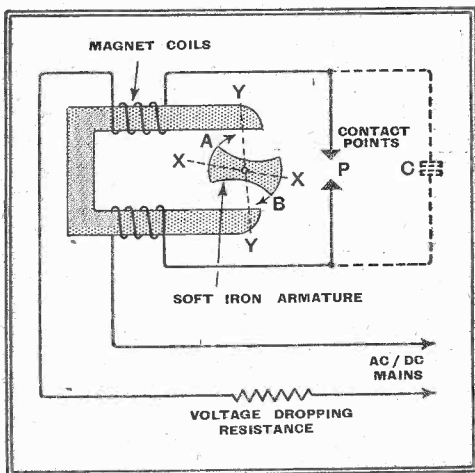 MAGNET COILS
Y
A
X
X
B
Y
CONTACT
POINTS
P
C
SOFT IRON ARMATURE
AC/DC
MAINS
VOLTAGE DROPPING
RESISTANCE